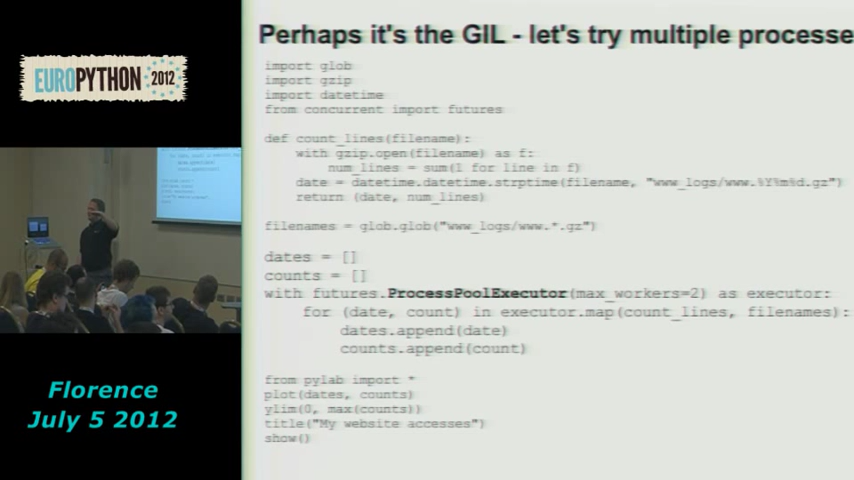 EUROPYTHON 2012
Florence
July 5 2012
Perhaps it's the GIL - let's try multiple processe
import glob
import gzip
import datetime
from concurrent import futures
def count_lines(filename):
with gzip.open(filename) as f:
num_lines = sum(1 for line in f)
date = datetime.datetime.strptime(filename, "www_logs/www.%Y%m%d.gz")
return (date, num_lines)
filenames = glob.glob("www_logs/www.*.gz")
dates = []
counts = []
with futures.ProcessPoolExecutor(max_workers=2) as executor:
for (date, count) in executor.map(count_lines, filenames):
dates.append(date)
counts.append(count)
from pylab import *
plot(dates, counts)
ylim(0, max(counts))
title("My website accesses")
show()